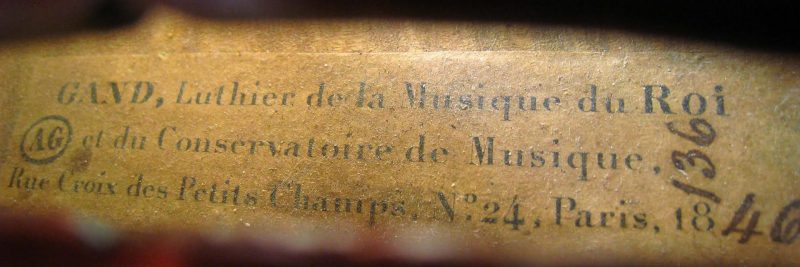 GAND, Luthier de la Musique du Roi
AG et du Conservatoire de Musique.
136
Rue Croix des Petits Champs, N.º 24, Paris, 1846